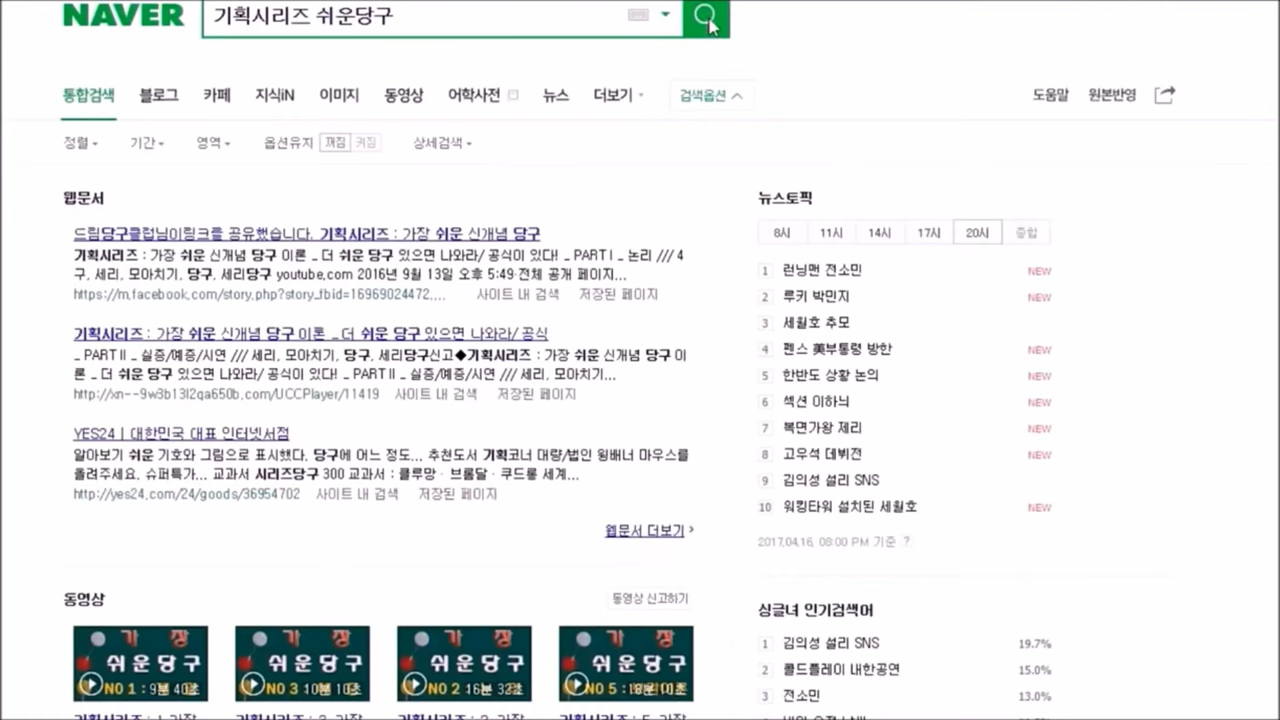 NAVER
기획시리즈 쉬운당구
통합검색 블로그 카페 지식iN 이미지 동영상 어학사전 뉴스 더보기 검색옵션 도움말 원본반영
정렬 기간 영역 옵션유지 꺼짐 켜짐 상세검색
웹문서
드림당구클럽님이링크를 공유했습니다. 기획시리즈 : 가장 쉬운 신개념 당구
기획시리즈 : 가장 쉬운 신개념 당구 이론 _ 더 쉬운 당구 있으면 나와라/ 공식이 있다! _ PART I _ 논리 /// 4
구, 세리, 모아치기, 당구, 세리당구 youtube.com 2016년 9월 13일 오후 5:49·전체 공개 페이지...
https://m.facebook.com/story.php?story_fbid=16969024472,... 사이트 내 검색 저장된 페이지
기획시리즈 : 가장 쉬운 신개념 당구 이론 _ 더 쉬운 당구 있으면 나와라/ 공식
_ PART II _ 실증/예증/시연 /// 세리, 모아치기, 당구, 세리당구신고◆기획시리즈 : 가장 쉬운 신개념 당구 이
론 _ 더 쉬운 당구 있으면 나와라/ 공식이 있다! _ PART II _ 실증/예증/시연 /// 세리, 모아치기...
http://xn--9w3b13l2qa650b.com/UCCPlayer/11419 사이트 내 검색 저장된 페이지
YES24 | 대한민국 대표 인터넷서점
알아보기 쉬운 기호와 그림으로 표시했다. 당구에 어느 정도... 추천도서 기획코너 대량/법인 윙배너 마우스를
올려주세요. 슈퍼특가... 교과서 시리즈당구 300 교과서 : 클루망 · 브롬달 · 쿠드롱 세계...
http://yes24.com/24/goods/36954702 사이트 내 검색 저장된 페이지
웹문서 더보기
동영상 동영상 신고하기
가 장 가 장 가 장 가 장
쉬운당구 쉬운당구 쉬운당구 쉬운당구
NO 1 : 9분 40초 NO 3 10분 10초 NO 2 16분 NO 5 :
뉴스토픽
8시 11시 14시 17시 20시 종합
1 런닝맨 전소민 NEW
2 루키 박민지 NEW
3 세월호 추모
4 펜스 美부통령 방한 NEW
5 한반도 상황 논의 NEW
6 섹션 이하늬 NEW
7 복면가왕 제리 NEW
8 고우석 데뷔전 NEW
9 김의성 설리 SNS
10 워킹타워 설치된 세월호 NEW
2017.04.16. 08:00 PM 기준 ?
싱글녀 인기검색어
1 김의성 설리 SNS 19.7%
2 콜드플레이 내한공연 15.0%
3 전소민 13.0%